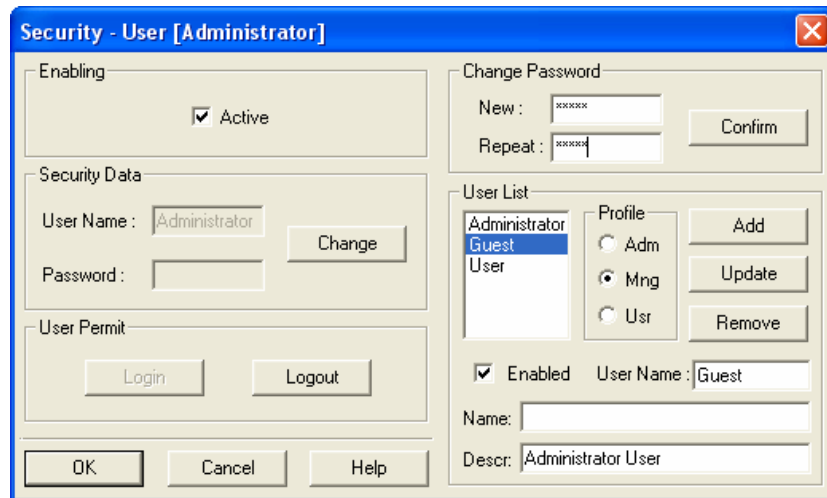 Security - User [Administrator]
Enabling
Active
Security Data
User Name :
Administrator
Change
Password :
User Permit
Login
Logout
OK
Cancel
Help
Change Password
New :
*****
Repeat :
*****
Confirm
User List
Administrator
Guest
User
Profile
Adm
Mng
Usr
Add
Update
Remove
Enabled
User Name : Guest
Name:
Descr: Administrator User